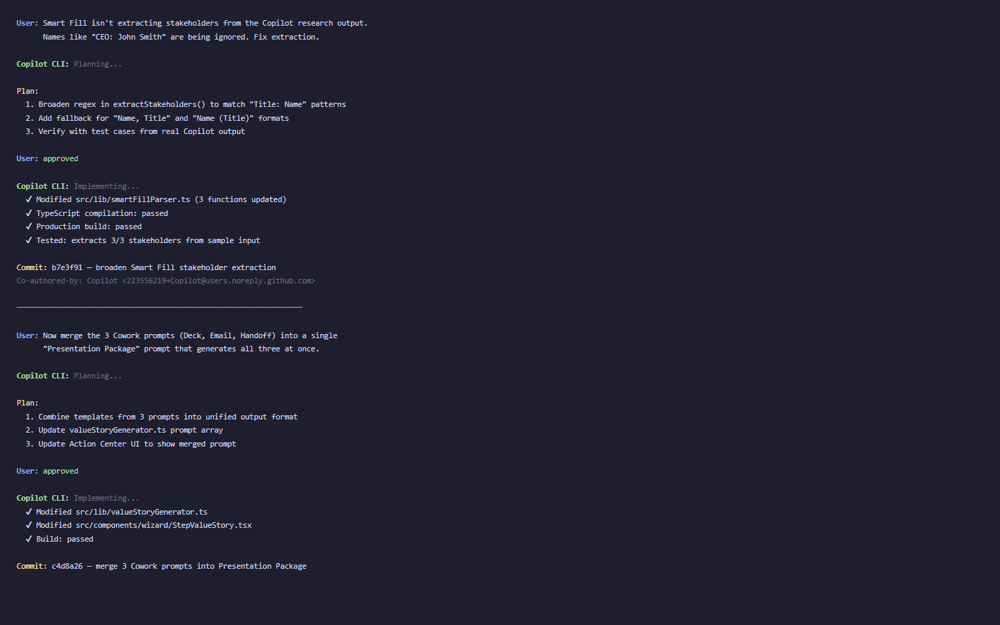 User: Smart Fill isn't extracting stakeholders from the Copilot research output.
Names like "CEO: John Smith" are being ignored. Fix extraction.
Copilot CLI: Planning...
Plan:
1. Broaden regex in extractStakeholders() to match "Title: Name" patterns
2. Add fallback for "Name, Title" and "Name (Title)" formats
3. Verify with test cases from real Copilot output
User: approved
Copilot CLI: Implementing...
✓ Modified src/lib/smartFillParser.ts (3 functions updated)
✓ TypeScript compilation: passed
✓ Production build: passed
✓ Tested: extracts 3/3 stakeholders from sample input
Commit: b7e3f91 — broaden Smart Fill stakeholder extraction
Co-authored-by: Copilot <223556219+Copilot@users.noreply.github.com>
User: Now merge the 3 Cowork prompts (Deck, Email, Handoff) into a single
"Presentation Package" prompt that generates all three at once.
Copilot CLI: Planning...
Plan:
1. Combine templates from 3 prompts into unified output format
2. Update valueStoryGenerator.ts prompt array
3. Update Action Center UI to show merged prompt
User: approved
Copilot CLI: Implementing...
✓ Modified src/lib/valueStoryGenerator.ts
✓ Modified src/components/wizard/StepValueStory.tsx
✓ Build: passed
Commit: c4d8a26 — merge 3 Cowork prompts into Presentation Package